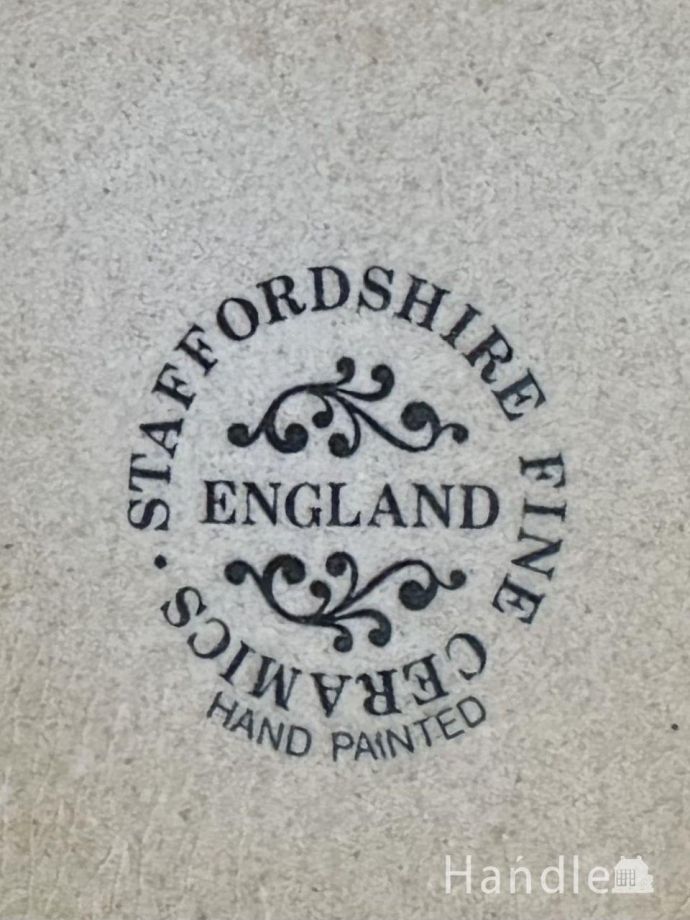 STAFFORDSHIRE FINE CERAMICS ·
ENGLAND
HAND PAINTED
Handle